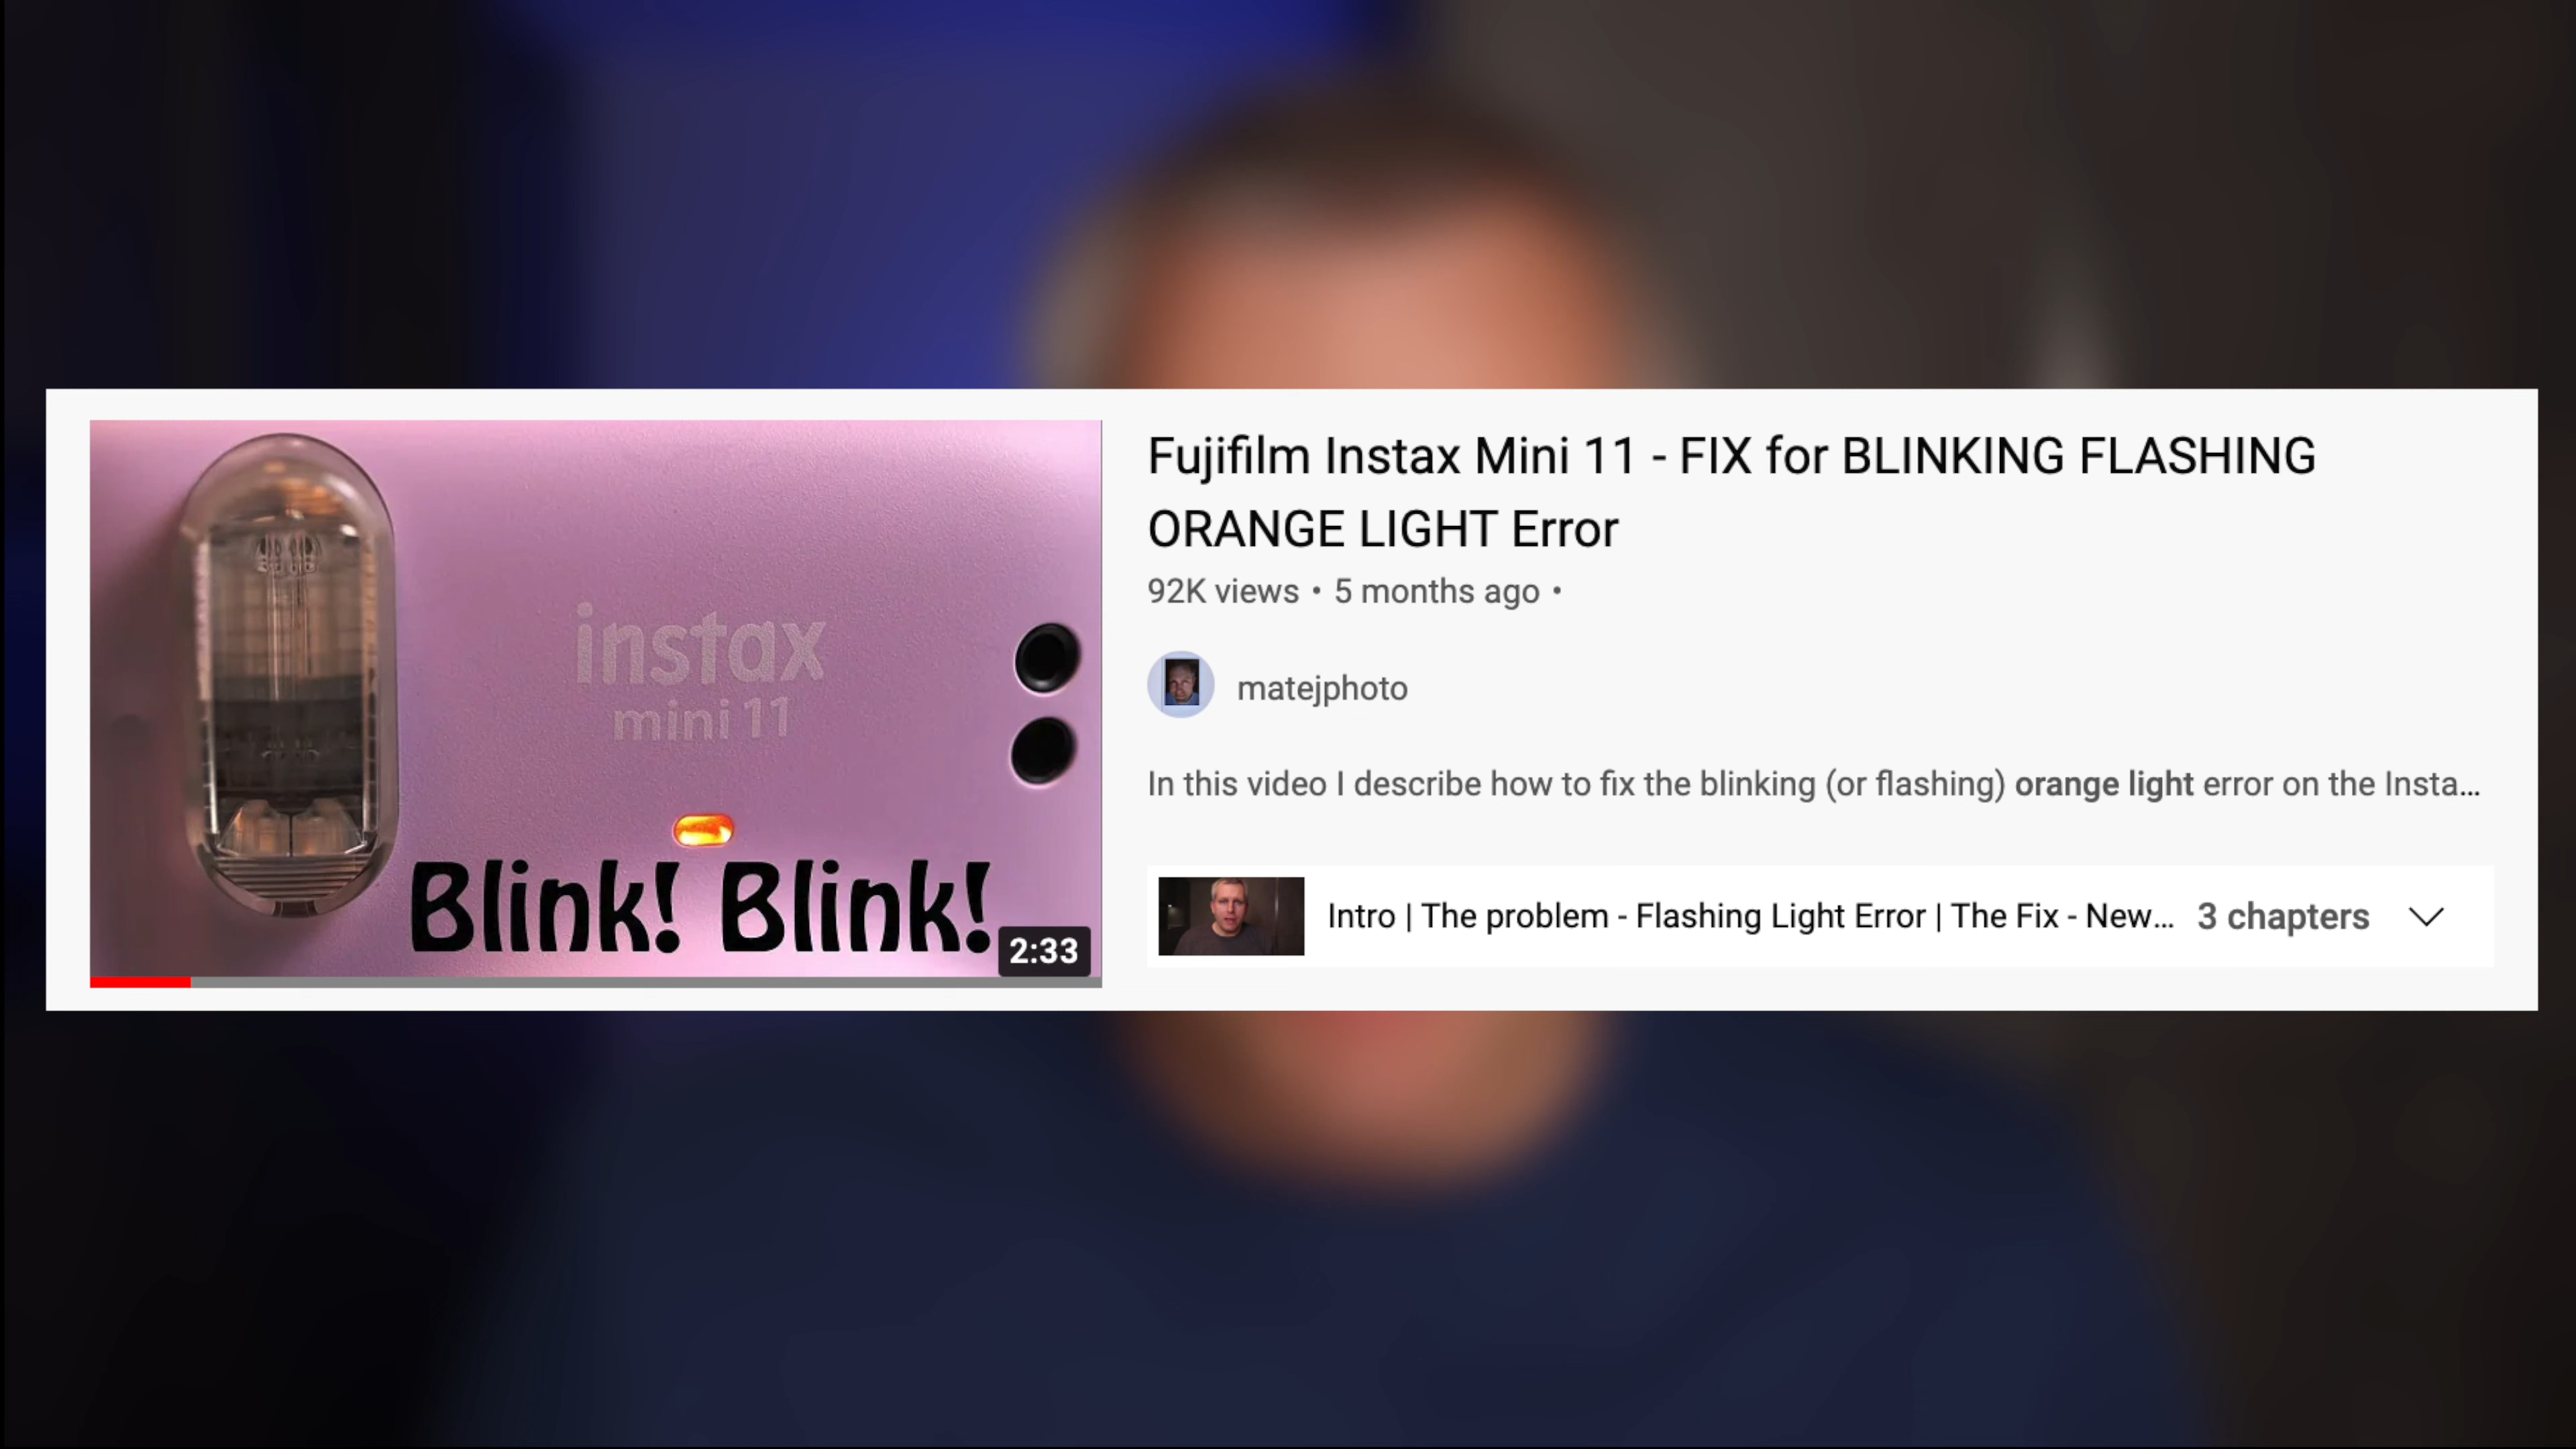 instax
mini 11
Blink! Blink!
2:33
Fujifilm Instax Mini 11 - FIX for BLINKING FLASHING
ORANGE LIGHT Error
92K views • 5 months ago •
matejphoto
In this video I describe how to fix the blinking (or flashing) orange light error on the Insta...
Intro | The problem - Flashing Light Error | The Fix - New... 3 chapters